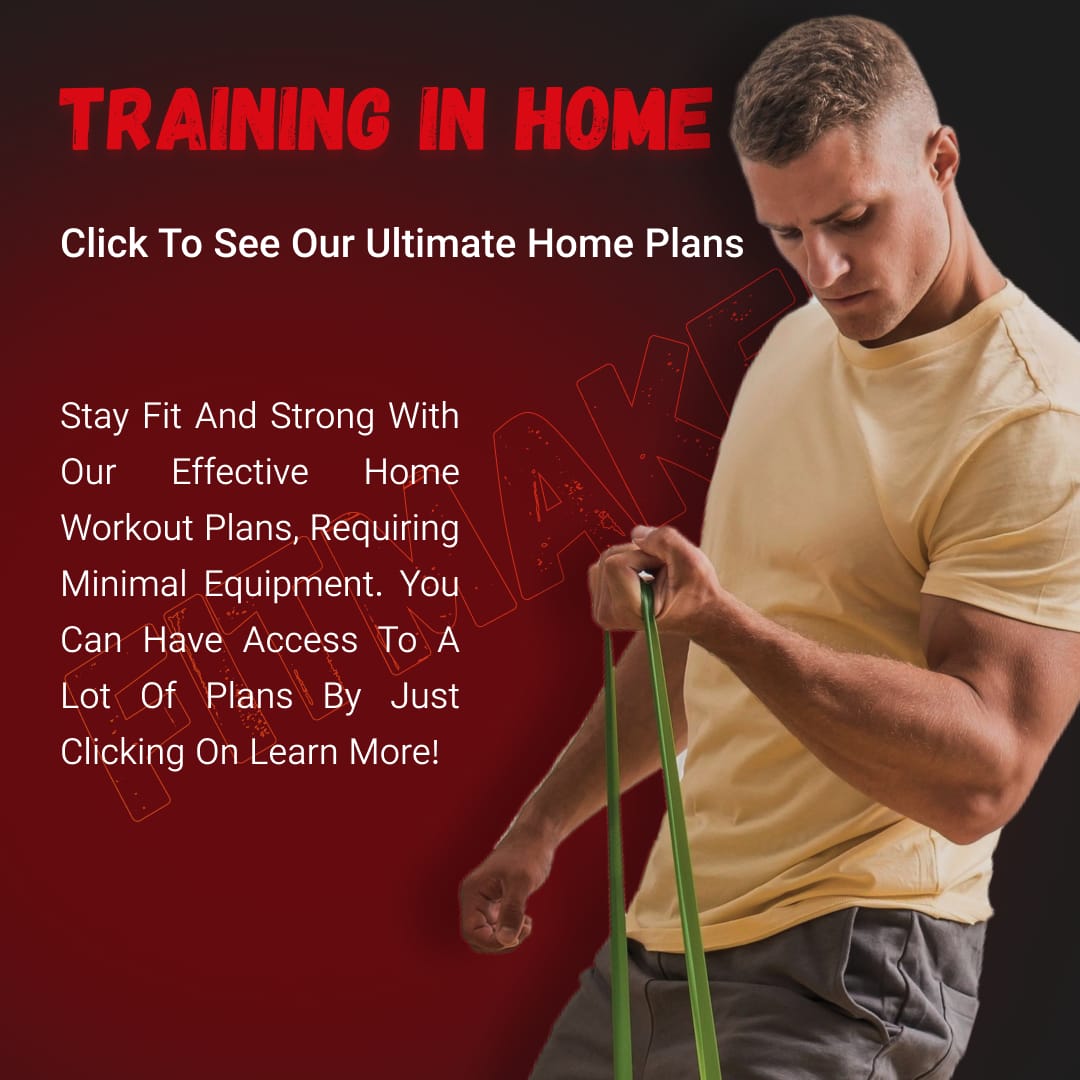 TRAINING IN HOME
Click To See Our Ultimate Home Plans
Stay Fit And Strong With
Our Effective Home
Workout Plans, Requiring
Minimal Equipment. You
Can Have Access To A
Lot Of Plans By Just
Clicking On Learn More!